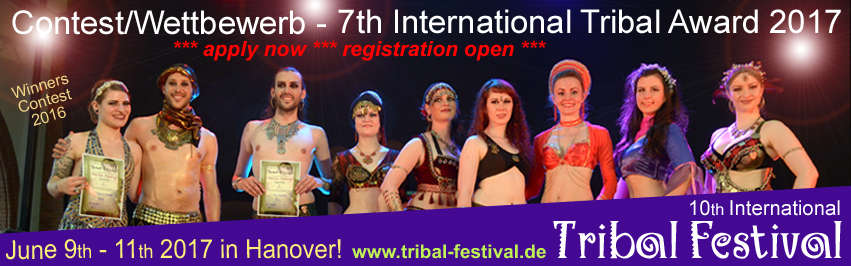 Contest/Wettbewerb - 7th International Tribal Award 2017
*** apply now *** registration open ***
Winners
Contest
2016
10th International
June 9th - 11th 2017 in Hanover! www.tribal-festival.de Tribal Festival